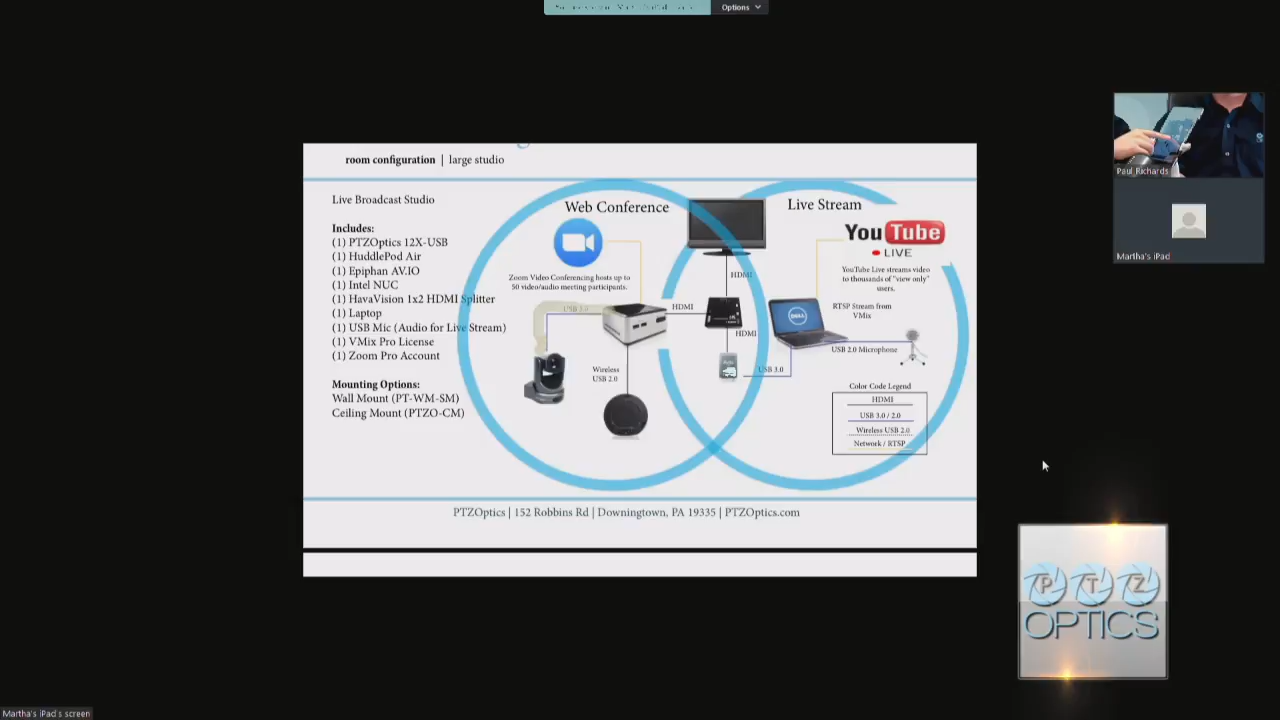 Options
room configuration | large studio
Live Broadcast Studio
Includes:
(1) PTZOptics 12X-USB
(1) HuddlePod Air
(1) Epiphan AV.IO
(1) Intel NUC
(1) HavaVision 1x2 HDMI Splitter
(1) Laptop
(1) USB Mic (Audio for Live Stream)
(1) VMix Pro License
(1) Zoom Pro Account
Mounting Options:
Wall Mount (PT-WM-SM)
Ceiling Mount (PTZO-CM)
Web Conference
Zoom Video Conferencing hosts up to
50 video/audio meeting participants.
USB 2.0
HDMI
Wireless
USB 2.0
HDMI
HDMI
USB 3.0
Live Stream
YouTube
LIVE
YouTube Live streams video
to thousands of "view only"
users.
RTSP Stream from
VMix
DELL
USB 2.0 Microphone
Color Code Legend
HDMI
USB 3.0 / 2.0
Wireless USB 2.0
Network / RTSP
PTZOptics | 152 Robbins Rd | Downingtown, PA 19335 | PTZOptics.com
Paul Richards
Martha's iPad
PTZ
OPTICS
Martha's iPad's screen